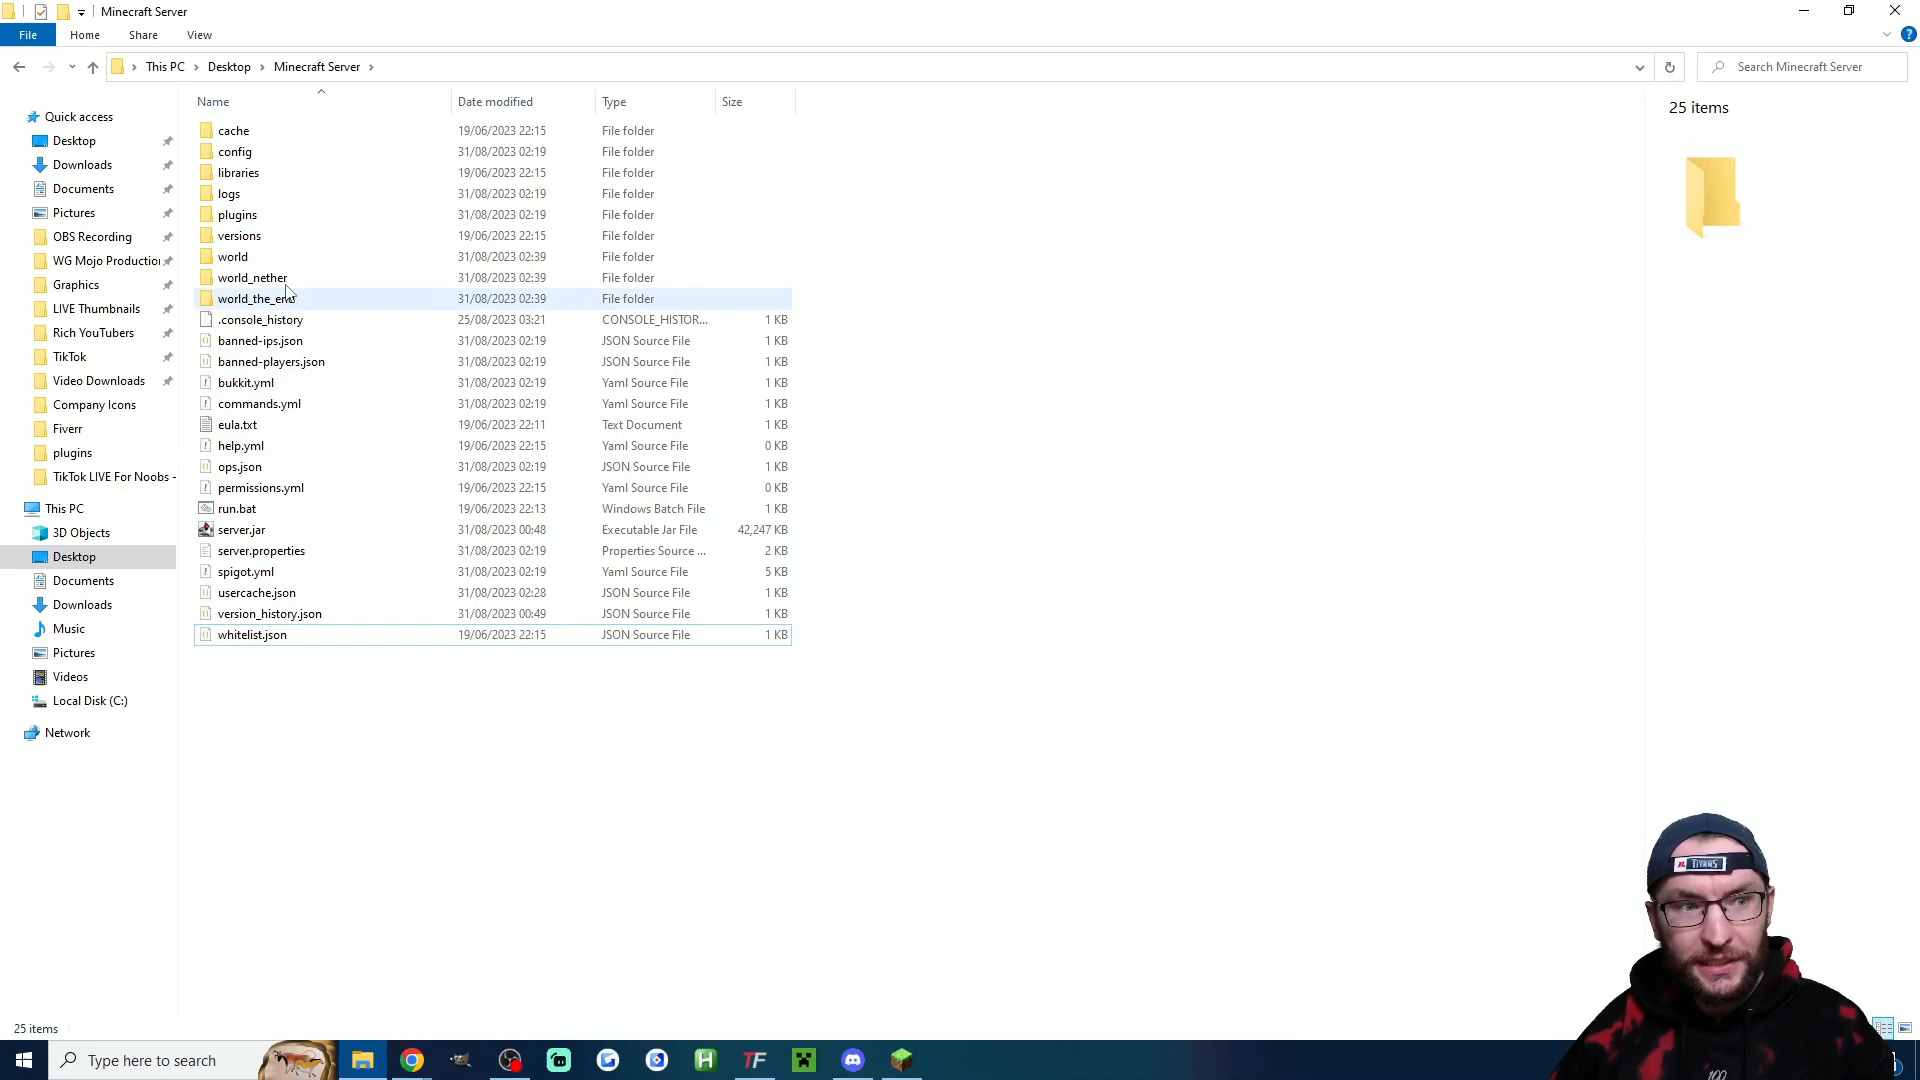 Minecraft Server
File Home Share View
This PC Desktop Minecraft Server
Search Minecraft Server
Name Date modified Type Size
25 items
Quick access
Desktop
Downloads
Documents
Pictures
OBS Recording
WG Mojo Productio
Graphics
LIVE Thumbnails
Rich YouTubers
TikTok
Video Downloads
Company Icons
Fiverr
plugins
TikTok LIVE For Noobs -
This PC
3D Objects
Desktop
Documents
Downloads
Music
Pictures
Videos
Local Disk (C:)
Network
cache 19/06/2023 22:15 File folder
config 31/08/2023 02:19 File folder
libraries 19/06/2023 22:15 File folder
logs 31/08/2023 02:19 File folder
plugins 31/08/2023 02:19 File folder
versions 19/06/2023 22:15 File folder
world 31/08/2023 02:39 File folder
world_nether 31/08/2023 02:39 File folder
world_the_end 31/08/2023 02:39 File folder
.console_history 25/08/2023 03:21 CONSOLE_HISTOR... 1 KB
banned-ips.json 31/08/2023 02:19 JSON Source File 1 KB
banned-players.json 31/08/2023 02:19 JSON Source File 1 KB
bukkit.yml 31/08/2023 02:19 Yaml Source File 1 KB
commands.yml 31/08/2023 02:19 Yaml Source File 1 KB
eula.txt 19/06/2023 22:11 Text Document 1 KB
help.yml 19/06/2023 22:15 Yaml Source File 0 KB
ops.json 31/08/2023 02:19 JSON Source File 1 KB
permissions.yml 19/06/2023 22:15 Yaml Source File 0 KB
run.bat 19/06/2023 22:13 Windows Batch File 1 KB
server.jar 31/08/2023 00:48 Executable Jar File 42,247 KB
server.properties 31/08/2023 02:19 Properties Source ... 2 KB
spigot.yml 31/08/2023 02:19 Yaml Source File 5 KB
usercache.json 31/08/2023 02:28 JSON Source File 1 KB
version_history.json 31/08/2023 00:49 JSON Source File 1 KB
whitelist.json 19/06/2023 22:15 JSON Source File 1 KB
TITANS
100
25 items
Type here to search
H
TF